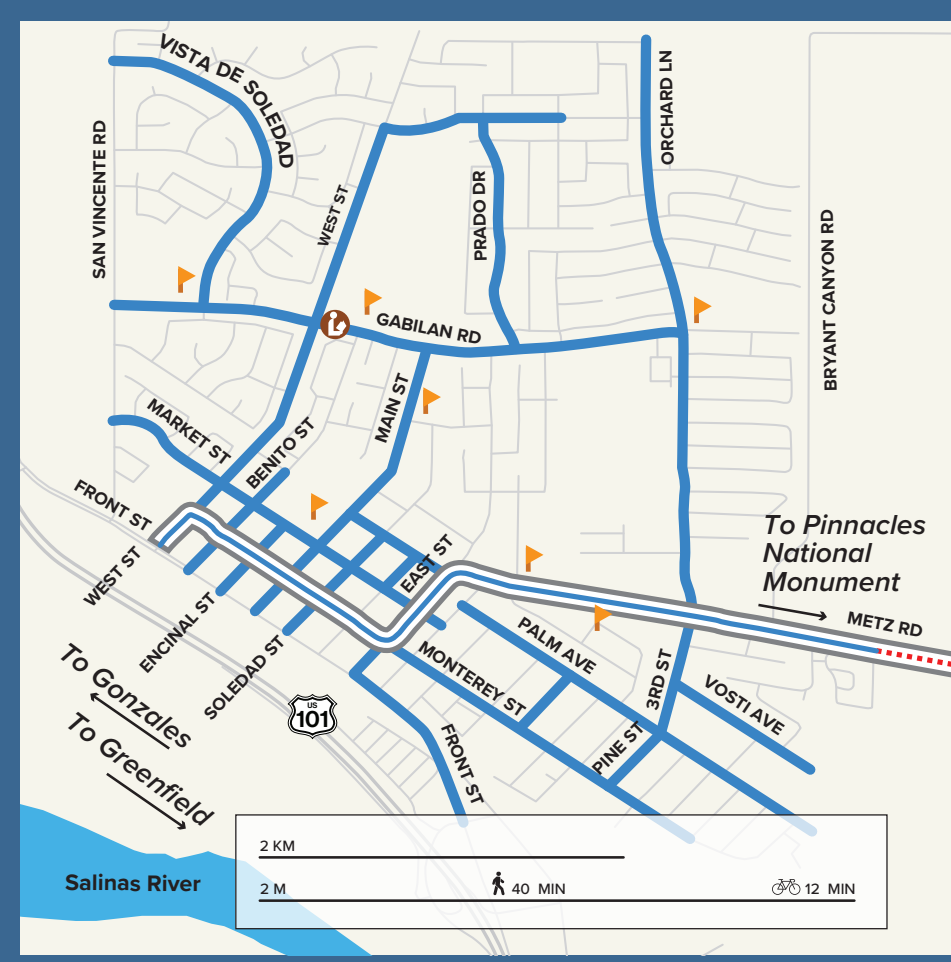 VISTA DE SOLEDAD
ORCHARD LN
SAN VINCENTE RD
WEST ST
PRADO DR
BRYANT CANYON RD
GABILAN RD
MAIN ST
MARKET ST
BENITO ST
FRONT ST
To Pinnacles
National
Monument
WEST ST
EAST ST
METZ RD
ENCINAL ST
PALM AVE
SOLEDAD ST
MONTEREY ST
3RD ST
VOSTI AVE
To Gonzales
US
101
PINE ST
FRONT ST
To Greenfield
2 KM
Salinas River
2 M
40 MIN
12 MIN